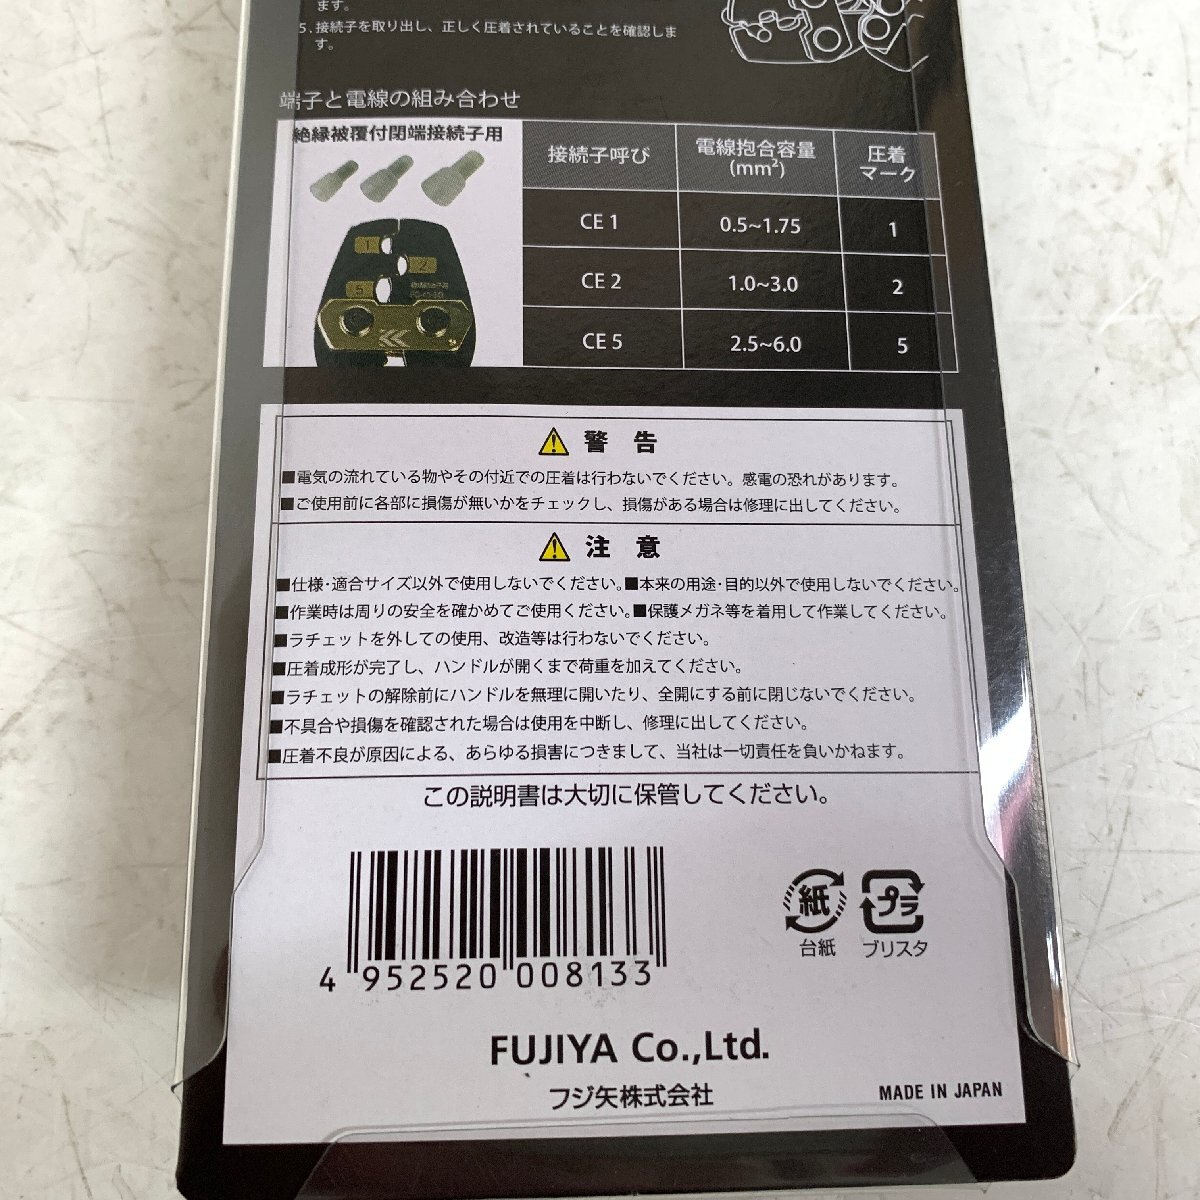 ます。
5. 接続子を取り出し、正しく圧着されていることを確認しま
す。
端子と電線の組み合わせ
絶縁被覆付閉端接続子用
接続子呼び 電線抱合容量(mm²) 圧着マーク
CE 1 0.5~1.75 1
CE 2 1.0~3.0 2
CE 5 2.5~6.0 5
1
2
5
警 告
■電気の流れている物やその付近での圧着は行わないでください。感電の恐れがあります。
■ご使用前に各部に損傷が無いかをチェックし、損傷がある場合は修理に出してください。
注 意
■仕様・適合サイズ以外で使用しないでください。■本来の用途・目的以外で使用しないでください。
■作業時は周りの安全を確かめてご使用ください。■保護メガネ等を着用して作業してください。
■ラチェットを外しての使用、改造等は行わないでください。
■圧着成形が完了し、ハンドルが開くまで荷重を加えてください。
■ラチェットの解除前にハンドルを無理に開いたり、全開にする前に閉じないでください。
■不具合や損傷を確認された場合は使用を中断し、修理に出してください。
■圧着不良が原因による、あらゆる損害につきまして、当社は一切責任を負いかねます。
この説明書は大切に保管してください。
紙 プラ
台紙 ブリスタ
4 952520 008133
FUJIYA Co.,Ltd.
フジ矢株式会社
MADE IN JAPAN